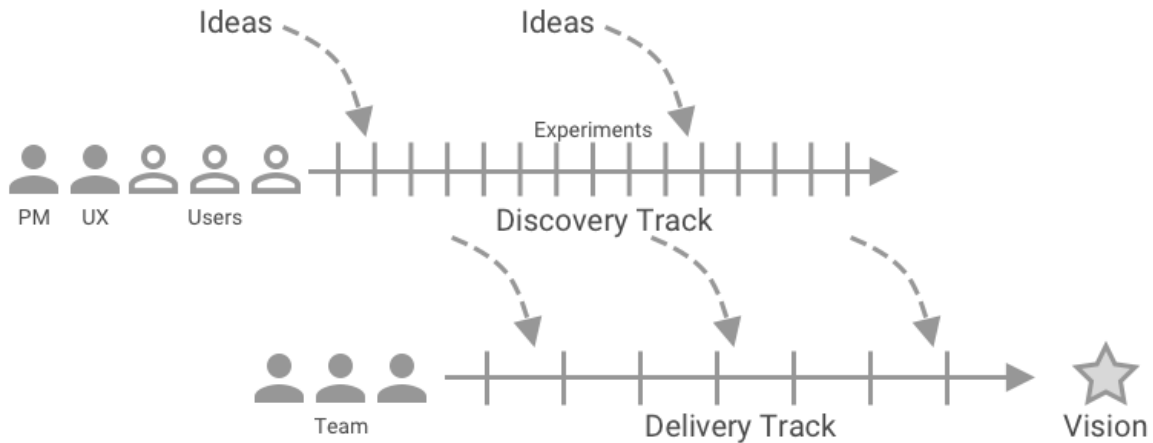 Ideas
Ideas
Experiments
PM
UX
Users
Discovery Track
Team
Delivery Track
Vision